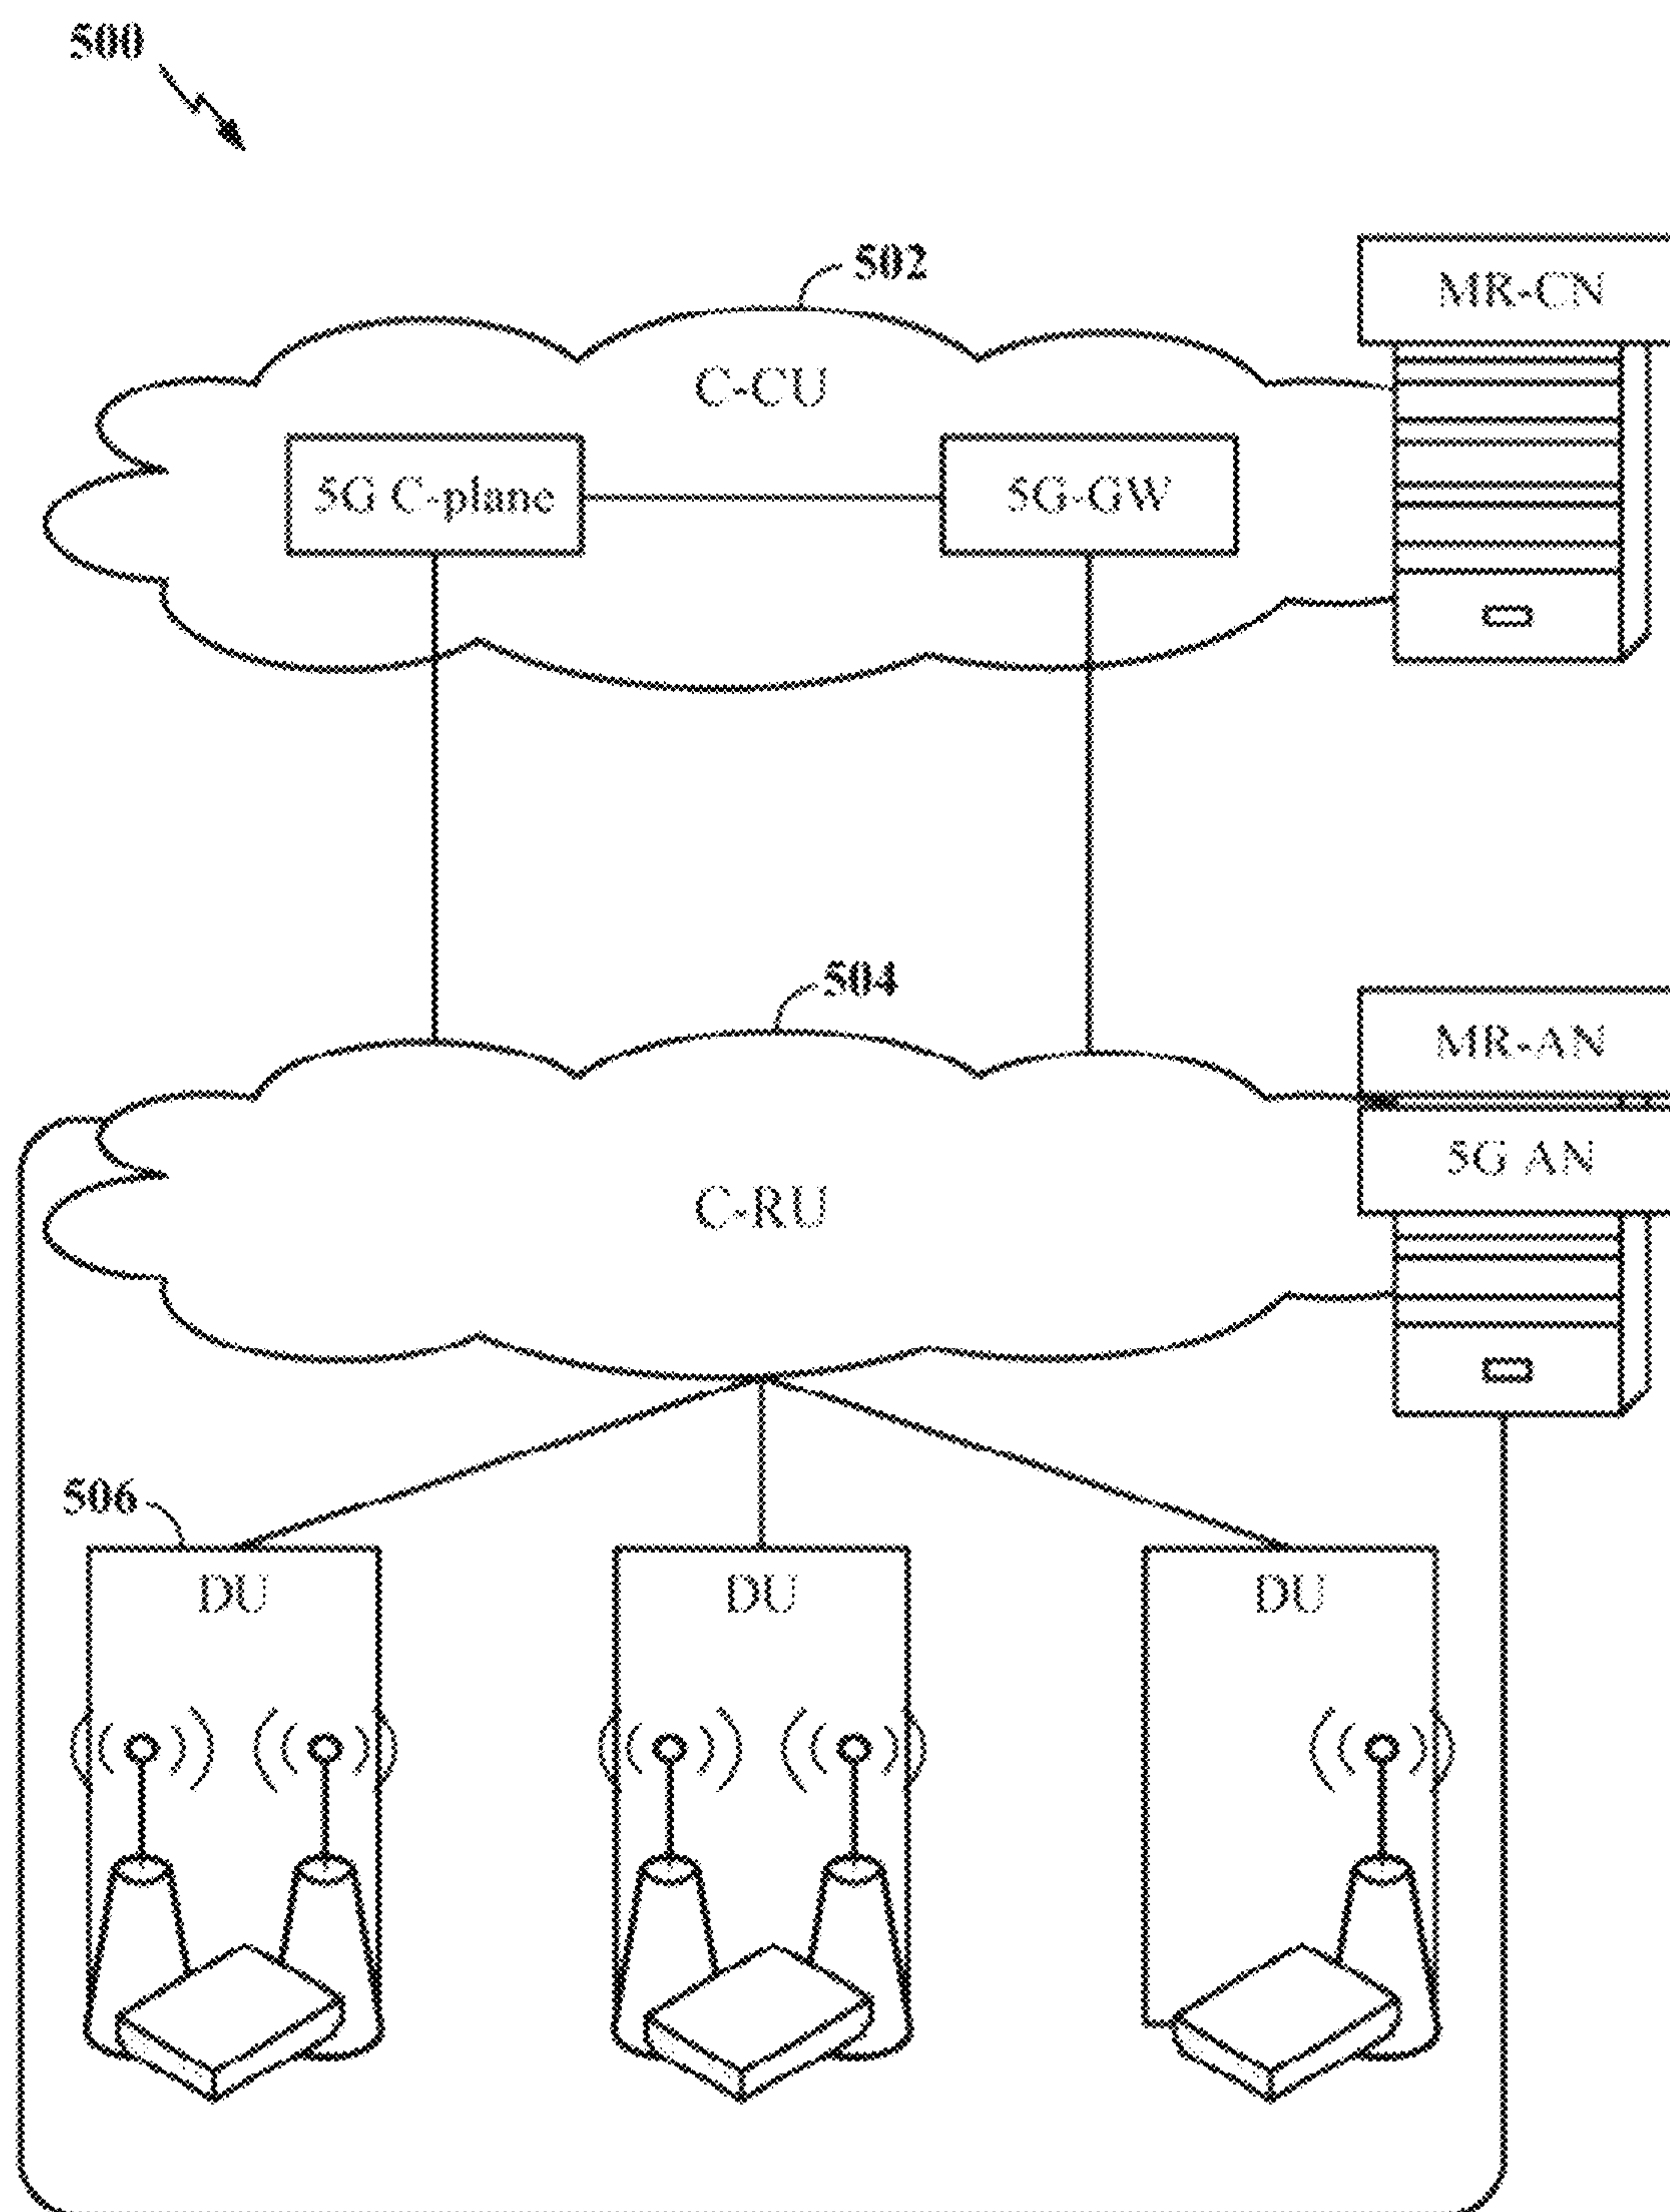 500
502
MR-CN
C-CU
5G C-plane
5G-GW
504
MR-AN
5G AN
C-RU
506
DU
DU
DU